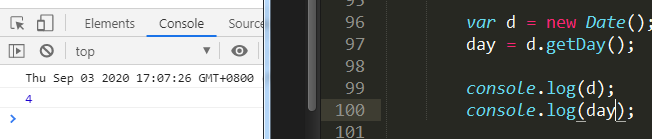 Elements Console S
top
Thu Sep 03 2020 17:07:26 GMT+0800
4
95
96 var d = new Date();
97 day = d.getDay();
98
99 console.log(d);
100 console.log(day);
101